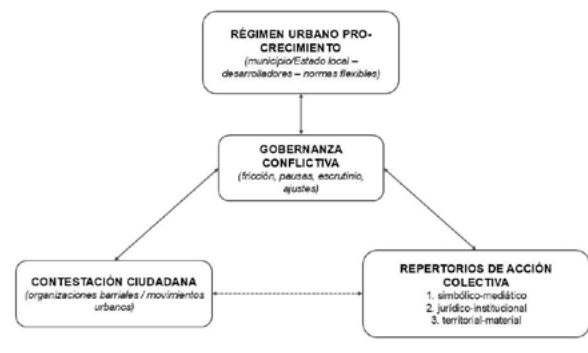 RÉGIMEN URBANO PRO-
CRECIMIENTO
(municipio/Estado local –
desarrolladores – normas flexibles)
GOBERNANZA
CONFLICTIVA
(fricción, pausas, escrutinio,
ajustes)
CONTESTACIÓN CIUDADANA
(organizaciones barriales / movimientos
urbanos)
REPERTORIOS DE ACCIÓN
COLECTIVA
1. simbólico-mediático
2. jurídico-institucional
3. territorial-material